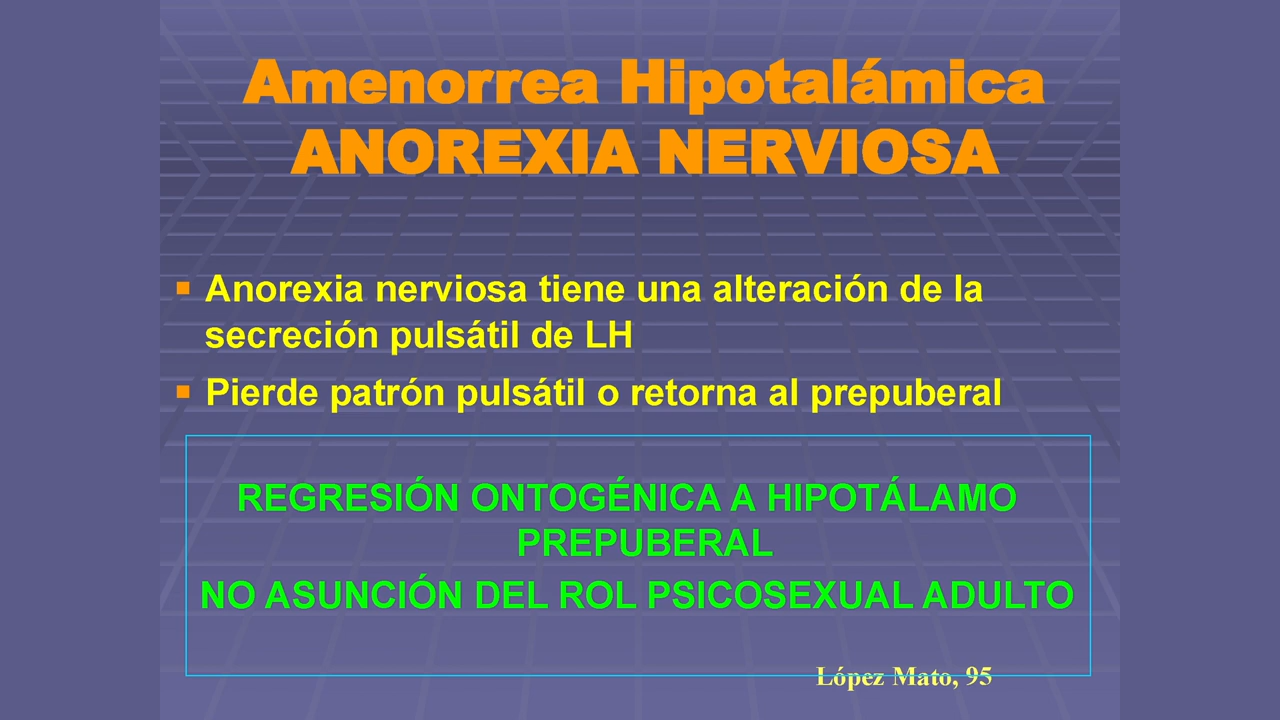 Amenorrea Hipotalámica
ANOREXIA NERVIOSA
Anorexia nerviosa tiene una alteración de la
secreción pulsátil de LH
Pierde patrón pulsátil o retorna al prepuberal
REGRESIÓN ONTOGÉNICA A HIPOTÁLAMO
PREPUBERAL
NO ASUNCIÓN DEL ROL PSICOSEXUAL ADULTO
López Mato, 95